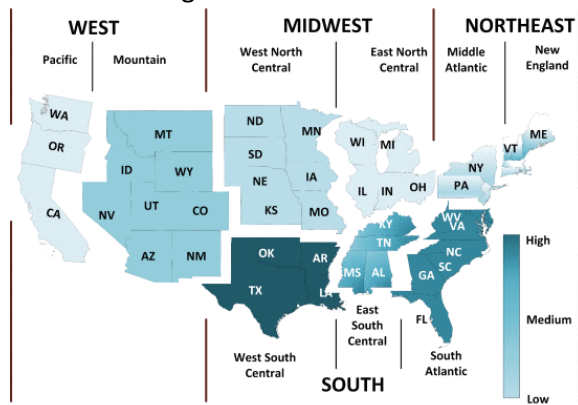 WEST
MIDWEST
NORTHEAST
Pacific
Mountain
West North
Central
East North
Central
Middle
Atlantic
New
England
WA
OR
CA
MT
ID
WY
NV
UT
CO
AZ
NM
ND
MN
SD
NE
IA
KS
MO
WI
MI
IL
IN
OH
ME
VT
NY
PA
OK
AR
TX
LA
KY
TN
MS
AL
WV
VA
NC
SC
GA
FL
High
Medium
Low
West South
Central
East
South
Central
South
Atlantic
SOUTH